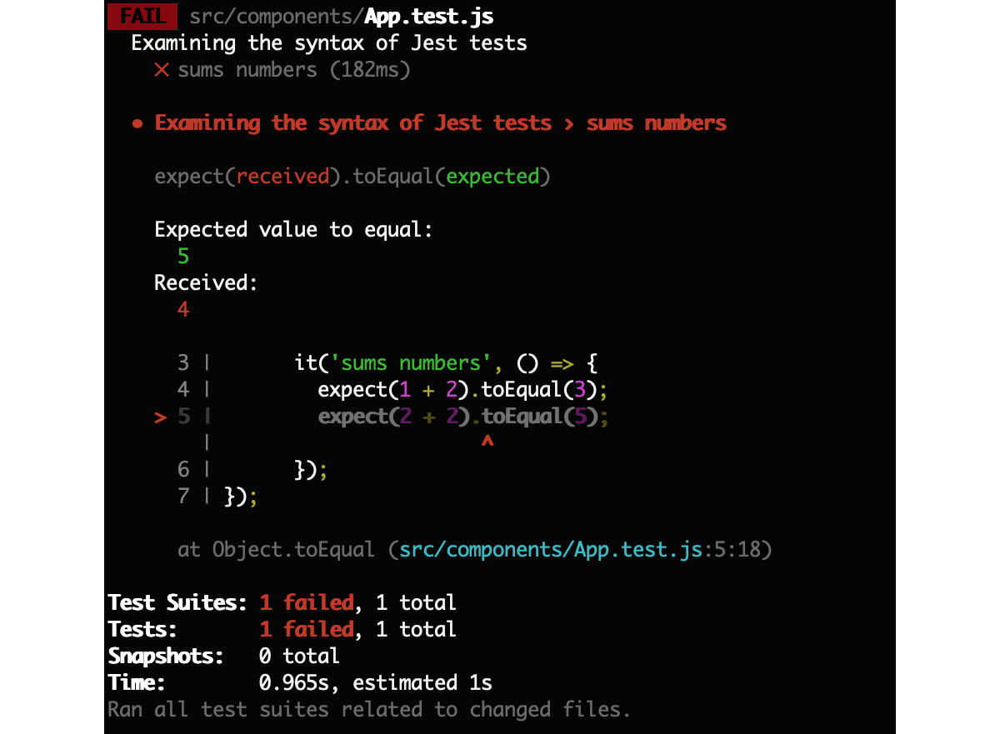 FAIL src/components/App.test.js
Examining the syntax of Jest tests
✕ sums numbers (182ms)
● Examining the syntax of Jest tests › sums numbers
expect(received).toEqual(expected)
Expected value to equal:
5
Received:
4
3 | it('sums numbers', () => {
4 | expect(1 + 2).toEqual(3);
> 5 | expect(2 + 2).toEqual(5);
| ^
6 | });
7 | });
at Object.toEqual (src/components/App.test.js:5:18)
Test Suites: 1 failed, 1 total
Tests: 1 failed, 1 total
Snapshots: 0 total
Time: 0.965s, estimated 1s
Ran all test suites related to changed files.